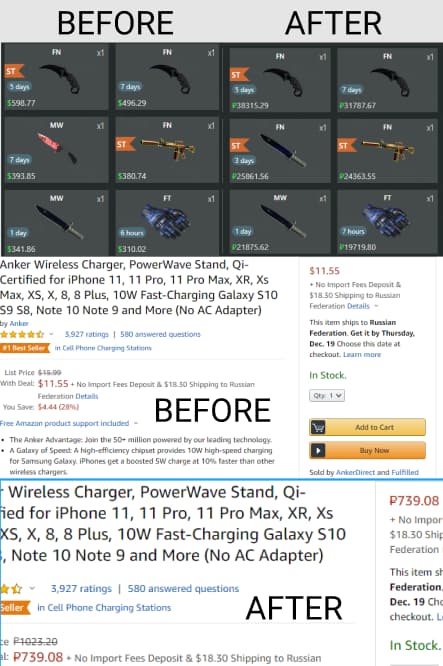 BEFORE AFTER
FN x1 FN x1 FN x1 FN x1
ST ST
5 days 7 days 5 days 7 days
$598.77 $496.29 ₽38315.29 ₽31787.67
MW x1 FN x1 FN x1 FN x1
ST ST ST
7 days 3 days
$393.85 $380.74 ₽25861.56 ₽24363.55
MW x1 FT x1 MW x1 FT x1
1 day 6 hours 1 day 7 hours
$341.86 $310.02 ₽21875.62 ₽19719.80
Anker Wireless Charger, PowerWave Stand, Qi-
Certified for iPhone 11, 11 Pro, 11 Pro Max, XR, Xs
Max, XS, X, 8, 8 Plus, 10W Fast-Charging Galaxy S10
S9 S8, Note 10 Note 9 and More (No AC Adapter)
by Anker
3,927 ratings | 580 answered questions
#1 Best Seller in Cell Phone Charging Stations
List Price $15.99
With Deal: $11.55 + No Import Fees Deposit & $18.30 Shipping to Russian
Federation Details
You Save: $4.44 (28%)
Free Amazon product support included
BEFORE
• The Anker Advantage: Join the 50+ million powered by our leading technology.
• A Galaxy of Speed: A high-efficiency chipset provides 10W high-speed charging
for Samsung Galaxy. iPhones get a boosted 5W charge at 10% faster than other
wireless chargers.
$11.55
+ No Import Fees Deposit &
$18.30 Shipping to Russian
Federation Details
This item ships to Russian
Federation. Get it by Thursday,
Dec. 19 Choose this date at
checkout. Learn more
In Stock.
Qty: 1
Add to Cart
Buy Now
Sold by AnkerDirect and Fulfilled
Wireless Charger, PowerWave Stand, Qi-
ied for iPhone 11, 11 Pro, 11 Pro Max, XR, Xs
XS, X, 8, 8 Plus, 10W Fast-Charging Galaxy S10
, Note 10 Note 9 and More (No AC Adapter)
3,927 ratings | 580 answered questions
Seller in Cell Phone Charging Stations
AFTER
ce ₽1023.20
al: ₽739.08 + No Import Fees Deposit & $18.30 Shipping to Russian
₽739.08
+ No Impor
$18.30 Ship
Federation
This item sh
Federation.
Dec. 19 Cho
checkout. L
In Stock.